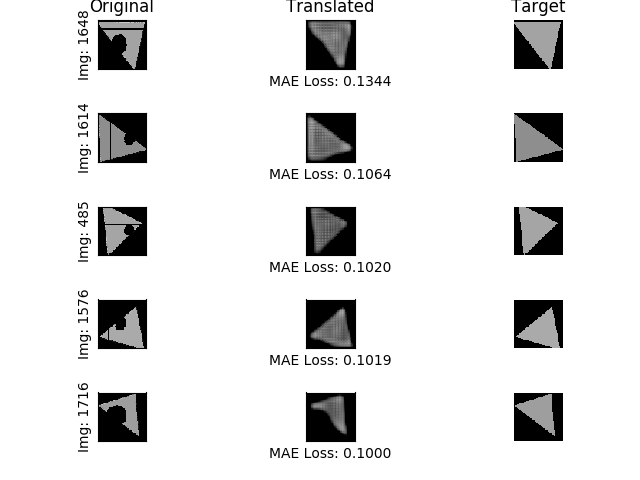 Original Translated Target
Img: 1648
MAE Loss: 0.1344
Img: 1614
MAE Loss: 0.1064
Img: 485
MAE Loss: 0.1020
Img: 1576
MAE Loss: 0.1019
Img: 1716
MAE Loss: 0.1000